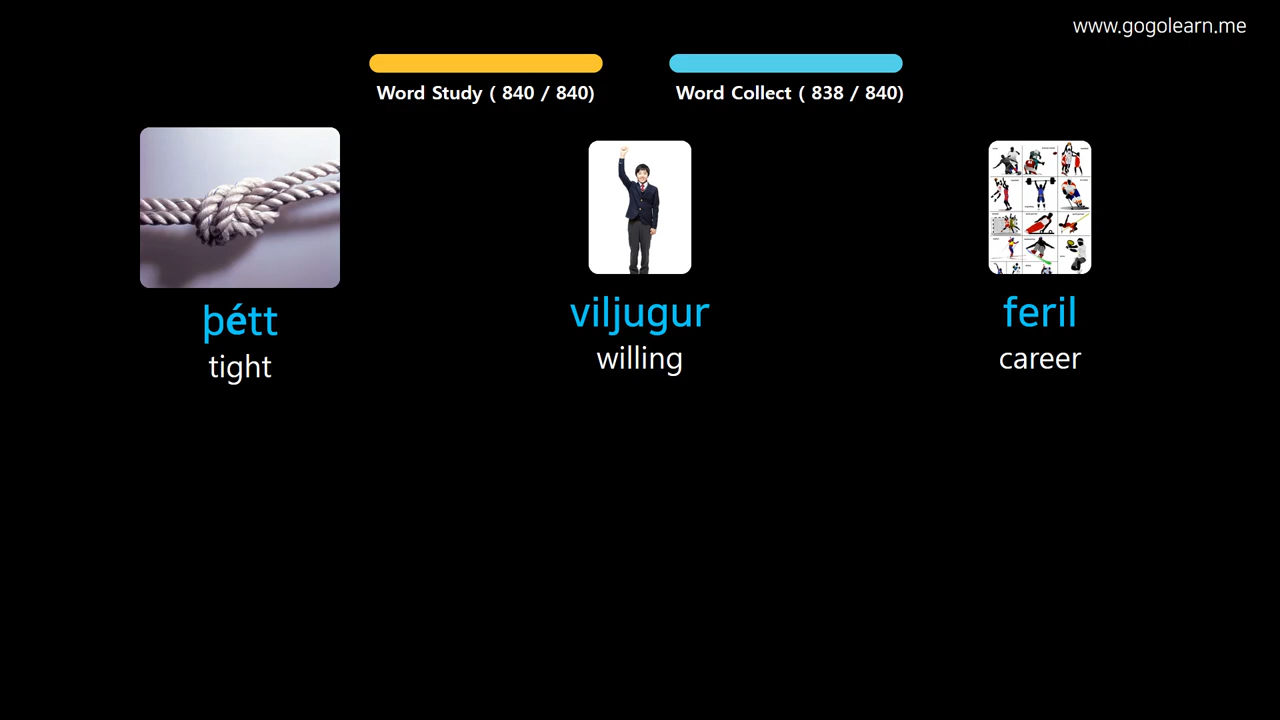 www.gogolearn.me
Word Study ( 840 / 840)
Word Collect ( 838 / 840)
þétt
tight
viljugur
willing
feril
career